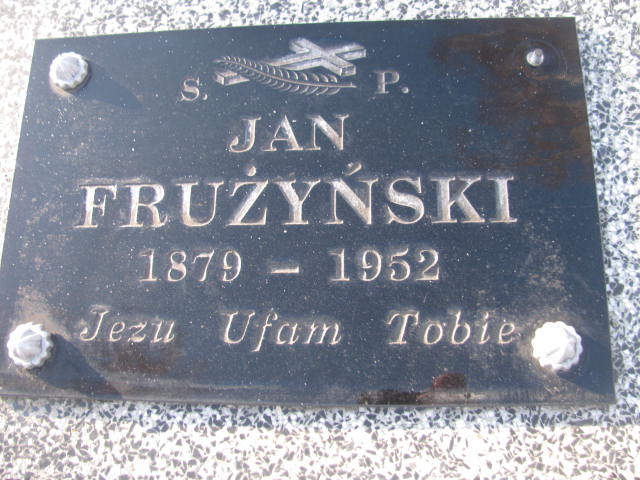 S. P.
JAN
FRUŻYŃSKI
1879 – 1952
Jezu Ufam Tobie